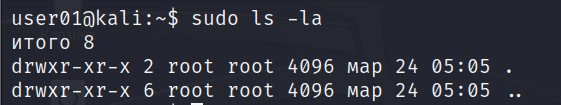 user01@kali:~$ sudo ls -la
итого 8
drwxr-xr-x 2 root root 4096 мар 24 05:05 .
drwxr-xr-x 6 root root 4096 мар 24 05:05 ..